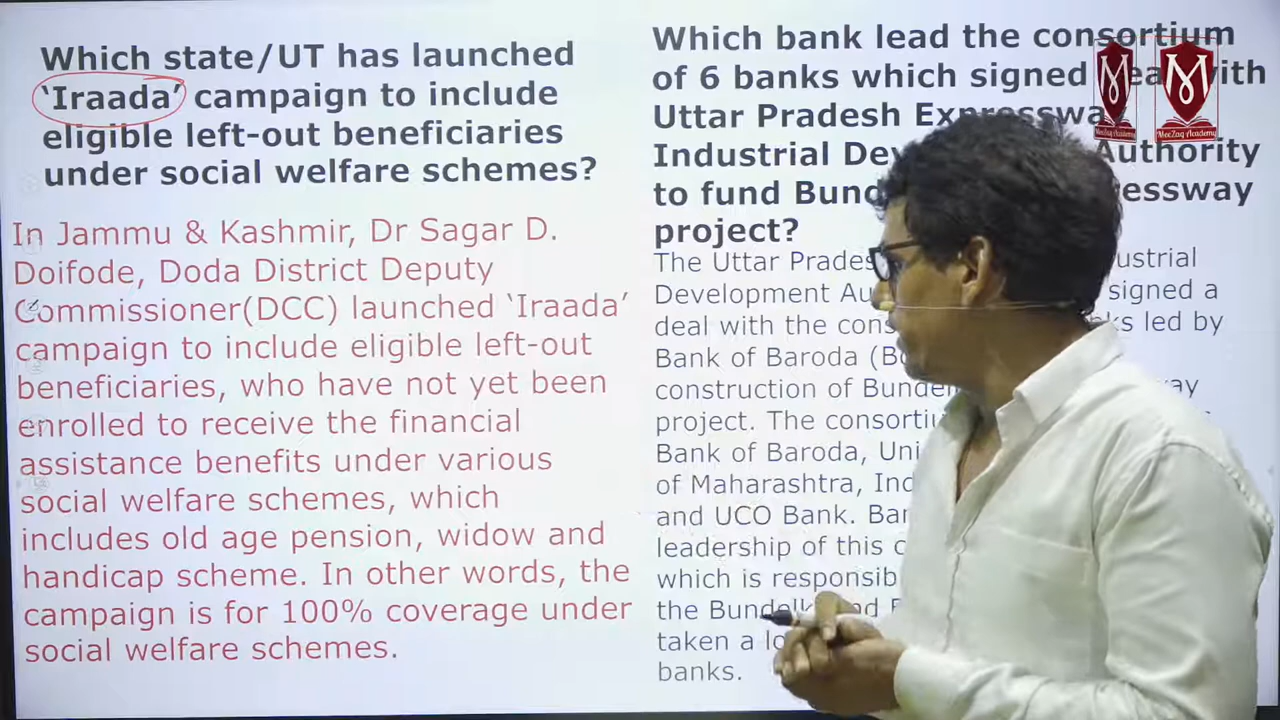 Which state/UT has launched
‘Iraada’ campaign to include
eligible left-out beneficiaries
under social welfare schemes?
In Jammu & Kashmir, Dr Sagar D.
Doifode, Doda District Deputy
Commissioner(DCC) launched ‘Iraada’
campaign to include eligible left-out
beneficiaries, who have not yet been
enrolled to receive the financial
assistance benefits under various
social welfare schemes, which
includes old age pension, widow and
handicap scheme. In other words, the
campaign is for 100% coverage under
social welfare schemes.
Which bank lead the consortium
of 6 banks which signed
Uttar Pradesh
Industrial Authority
to fund
project?
The Uttar
Development signed a
deal with the led by
Bank of Baroda
construction of
project. The
Bank of Baroda,
of Maharashtra,
and UCO Bank.
leadership of this
which is
the
taken a
banks.
MeeZaq Academy
MeeZaq Academy